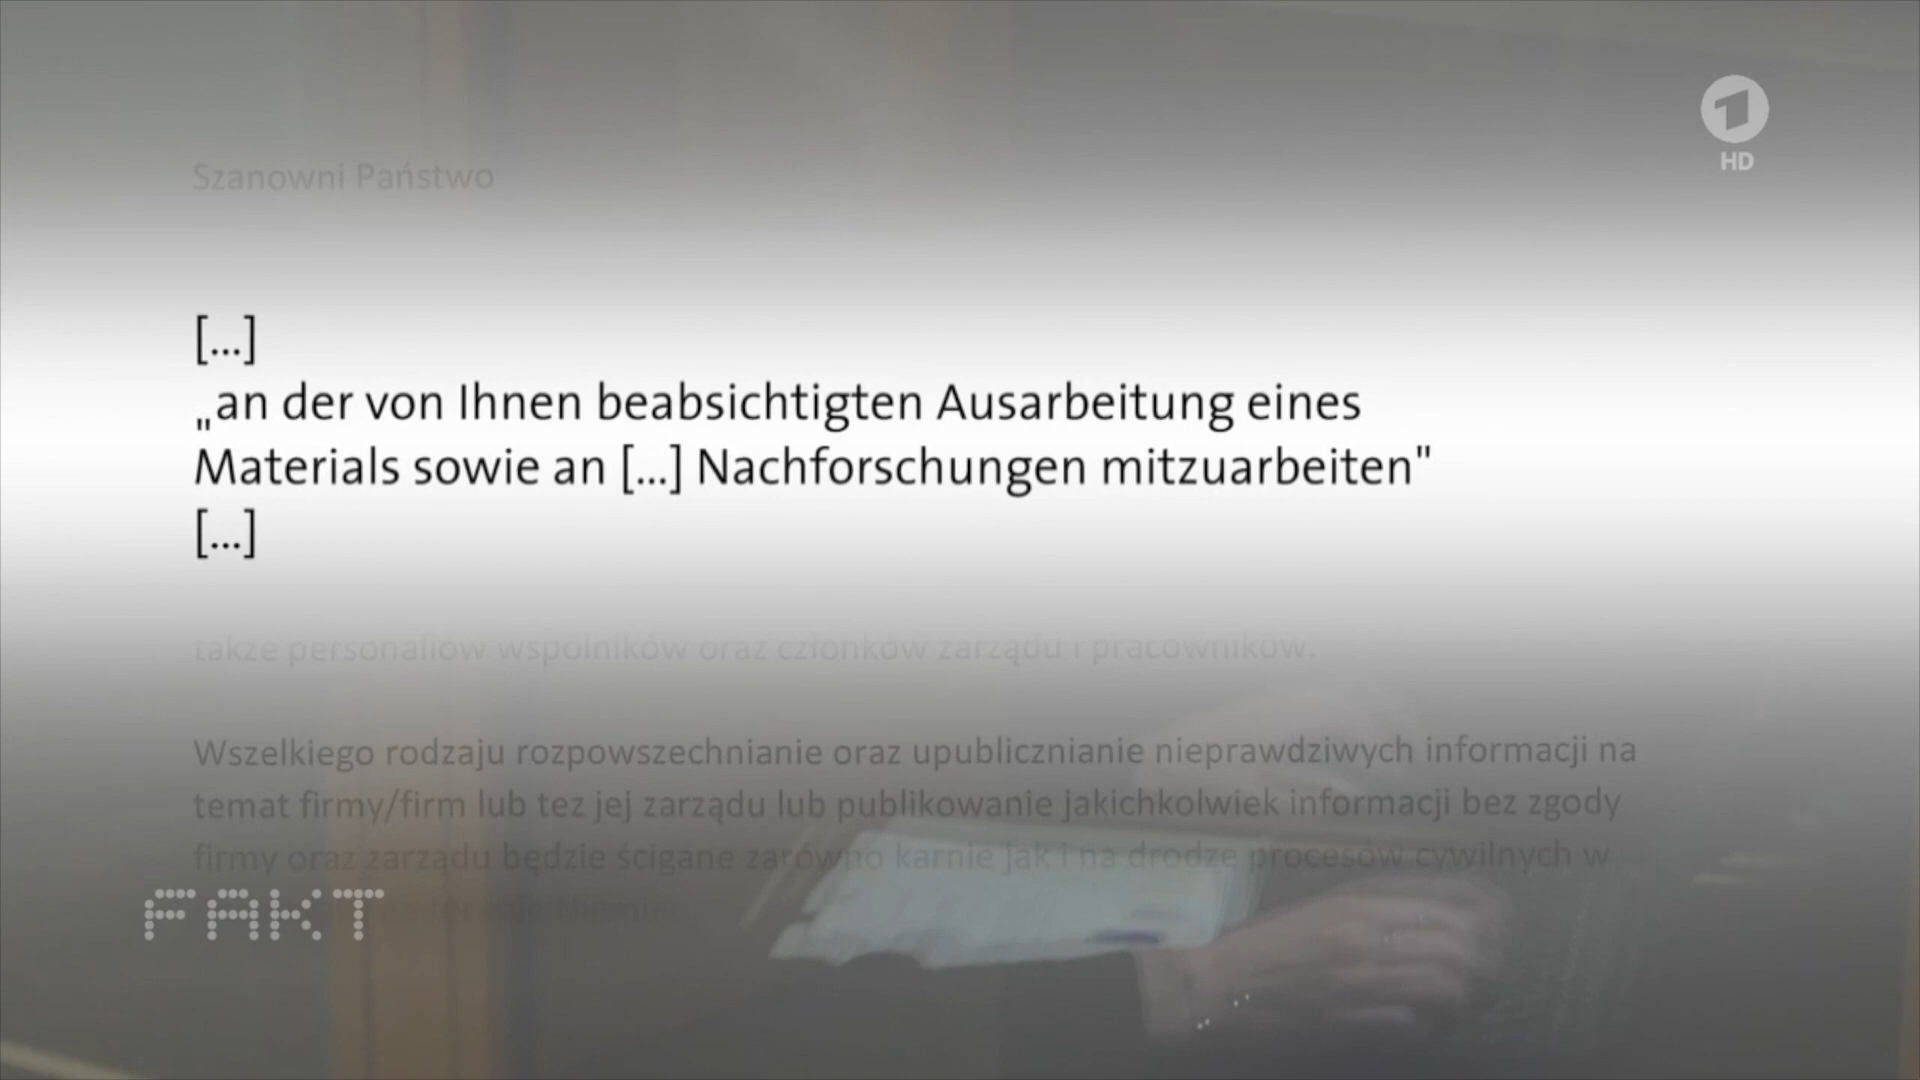 HD
Szanowni Państwo
[...]
„an der von Ihnen beabsichtigten Ausarbeitung eines
Materials sowie an [...] Nachforschungen mitzuarbeiten"
[...]
także personaliów wspólników oraz członków zarządu i pracowników.
Wszelkiego rodzaju rozpowszechnianie oraz upublicznianie nieprawdziwych informacji na
temat firmy/firm lub tez jej zarządu lub publikowanie jakichkolwiek informacji bez zgody
firmy oraz zarządu będzie ścigane zarówno karnie jak i na drodze procesów cywilnych w
FAKT